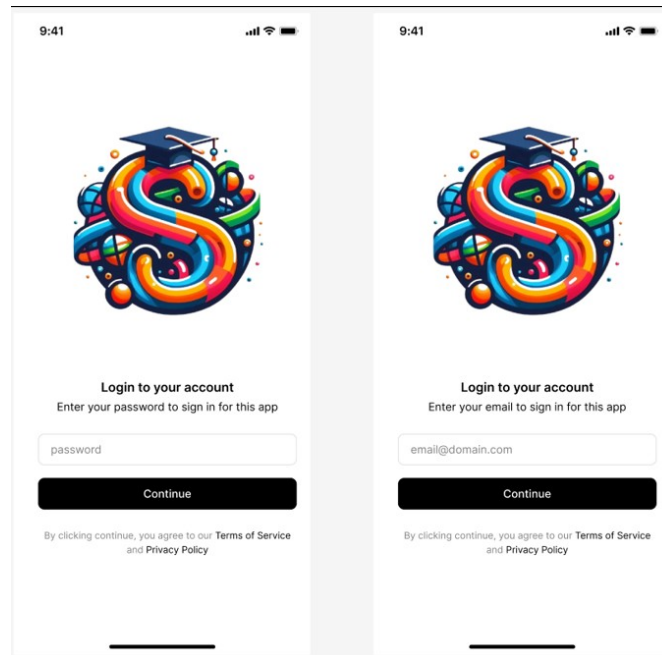 9:41
Login to your account
Enter your password to sign in for this app
password
Continue
By clicking continue, you agree to our Terms of Service
and Privacy Policy
9:41
Login to your account
Enter your email to sign in for this app
email@domain.com
Continue
By clicking continue, you agree to our Terms of Service
and Privacy Policy